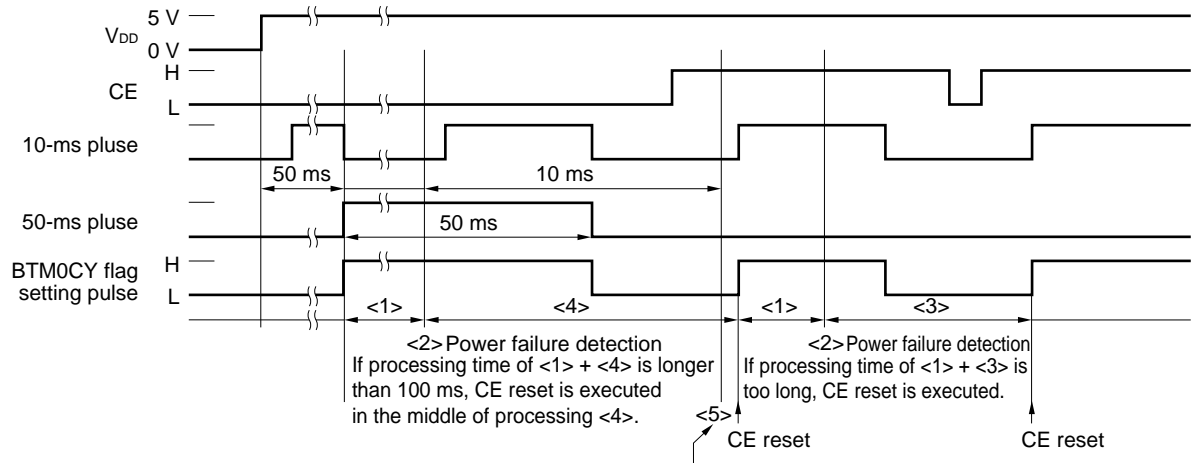 5 V
VDD
0 V
H
CE
L
10-ms pluse
50 ms
10 ms
50-ms pluse
50 ms
BTM0CY flag
setting pulse
H
L
<1>
<4>
<1>
<3>
<2>Power failure detection
If processing time of <1> + <4> is longer
than 100 ms, CE reset is executed
in the middle of processing <4>.
<2>Power failure detection
If processing time of <1> + <3> is
too long, CE reset is executed.
<5>
CE reset
CE reset